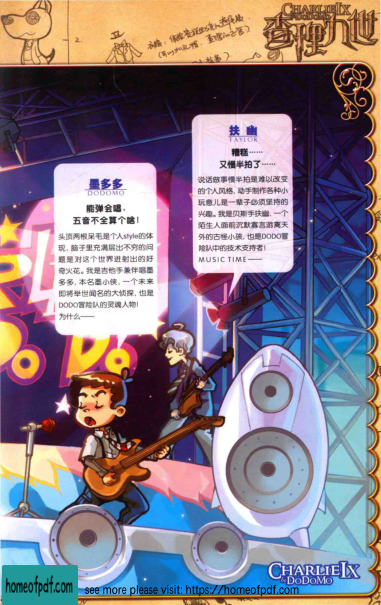 CHARLIE IX
查理九世
墨多多
DODOMO
能弹会唱,
五音不全算个啥!
头顶两根呆毛是个人style的体
现,脑子里充满层出不穷的问
题是对这个世界迸射出的好
奇火花。我是吉他手兼伴唱墨
多多,本名墨小侠,一个未来
即将举世闻名的大侦探,也是
DODO冒险队的灵魂人物!
为什么——
扶 幽
TAYLOR
糟糕……
又慢半拍了……
说话做事慢半拍是难以改变
的个人风格,动手制作各种小
玩意儿是一辈子必须坚持的
兴趣。我是贝斯手扶幽,一个
陌生人面前沉默寡言游离天
外的古怪小孩,也是DODO冒
险队中的技术支持者!
MUSIC TIME——
CHARLIE IX
& DODOMO
homeofpdf.com
see more please visit: https://homeofpdf.com